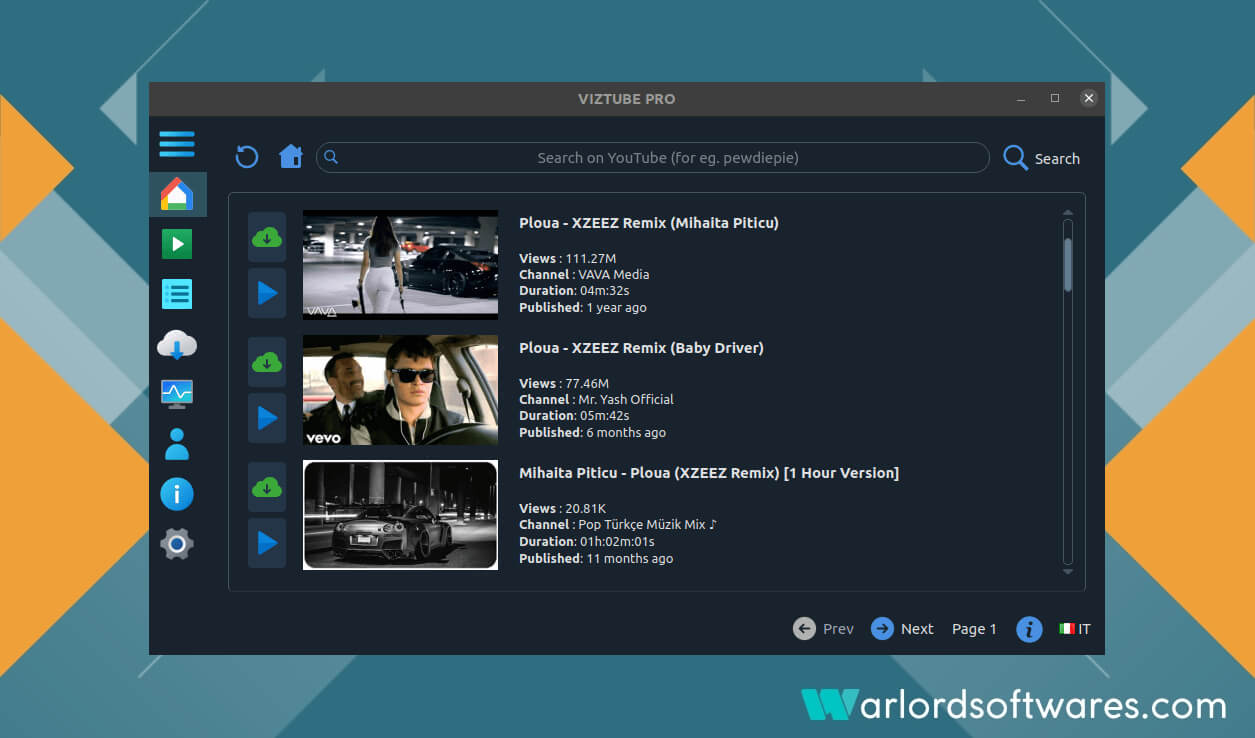 VIZTUBE PRO
Search on YouTube (for eg. pewdiepie)
Search
Ploua - XZEEZ Remix (Mihaita Piticu)
Views : 111.27M
Channel : VAVA Media
Duration: 04m:32s
Published: 1 year ago
VAVA
Ploua - XZEEZ Remix (Baby Driver)
Views : 77.46M
Channel : Mr. Yash Official
Duration: 05m:42s
Published: 6 months ago
vevo
Mihaita Piticu - Ploua (XZEEZ Remix) [1 Hour Version]
Views : 20.81K
Channel : Pop Türkçe Müzik Mix ♪
Duration: 01h:02m:01s
Published: 11 months ago
Prev Next Page 1 i IT
Warlordsoftwares.com